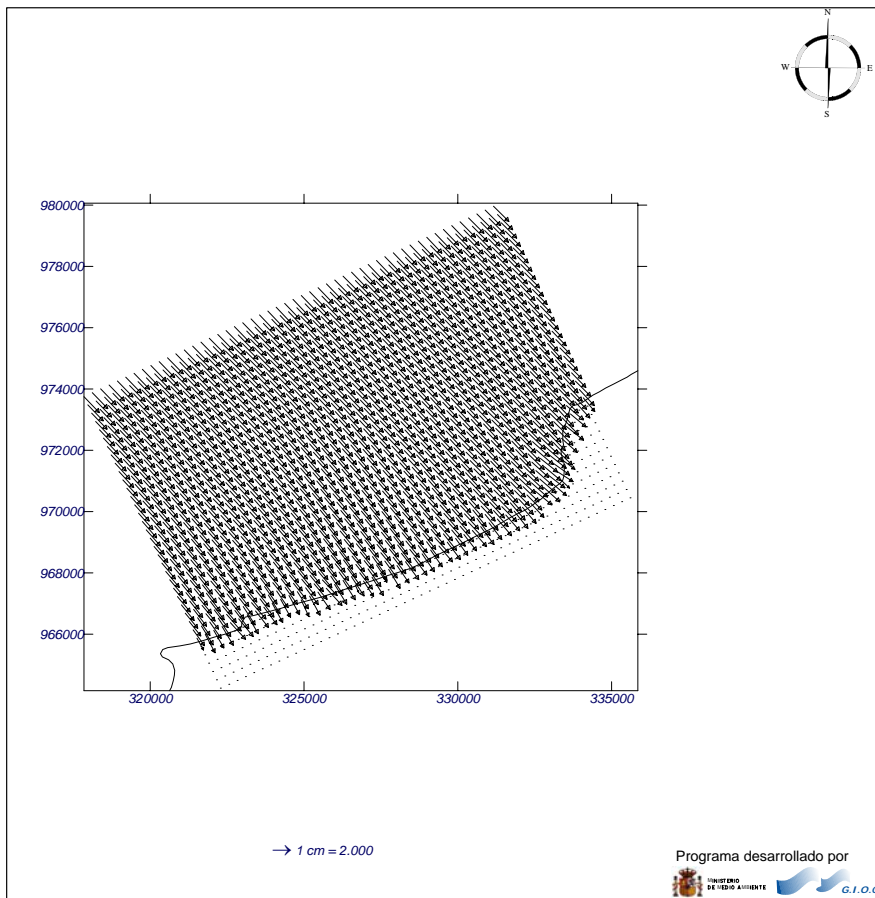 N
W E
S
980000
978000
976000
974000
972000
970000
968000
966000
320000 325000 330000 335000
1 cm = 2.000
Programa desarrollado por
MINISTERIO
DE MEDIO AMBIENTE
G.I.O.C